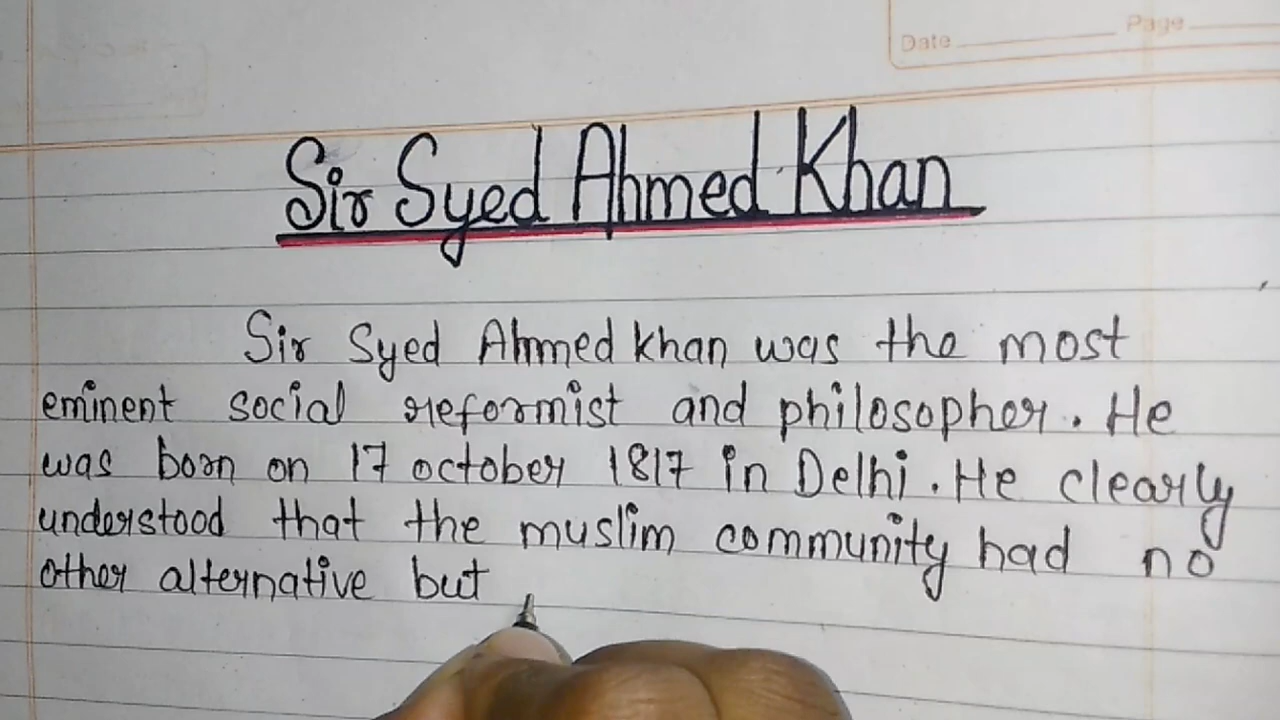 Date Page
Sir Syed Ahmed Khan
Sir Syed Ahmed khan was the most
eminent social reformist and philosopher. He
was born on 17 october 1817 in Delhi. He clearly
understood that the muslim community had no
other alternative but